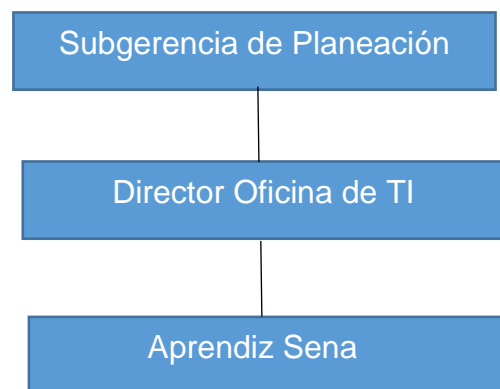 Subgerencia de Planeación
Director Oficina de TI
Aprendiz Sena